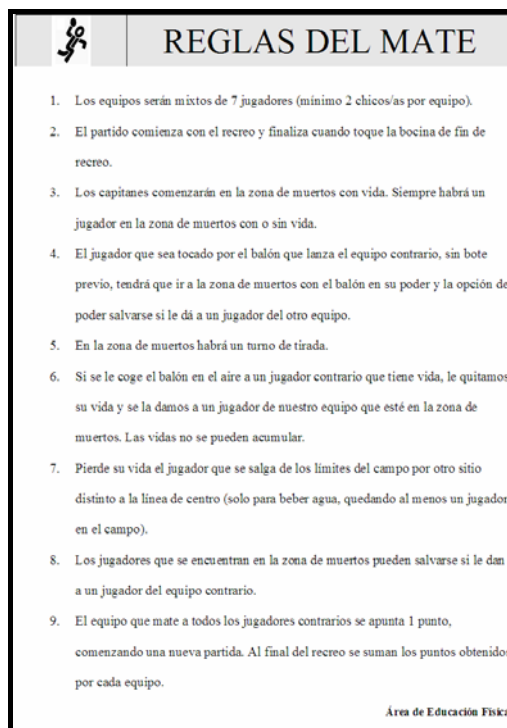 REGLAS DEL MATE
1. Los equipos serán mixtos de 7 jugadores (mínimo 2 chicos/as por equipo).
2. El partido comienza con el recreo y finaliza cuando toque la bocina de fin de
recreo.
3. Los capitanes comenzarán en la zona de muertos con vida. Siempre habrá un
jugador en la zona de muertos con o sin vida.
4. El jugador que sea tocado por el balón que lanza el equipo contrario, sin bote
previo, tendrá que ir a la zona de muertos con el balón en su poder y la opción de
poder salvarse si le dá a un jugador del otro equipo.
5. En la zona de muertos habrá un turno de tirada.
6. Si se le coge el balón en el aire a un jugador contrario que tiene vida, le quitamos
su vida y se la damos a un jugador de nuestro equipo que esté en la zona de
muertos. Las vidas no se pueden acumular.
7. Pierde su vida el jugador que se salga de los límites del campo por otro sitio
distinto a la línea de centro (solo para beber agua, quedando al menos un jugador
en el campo).
8. Los jugadores que se encuentran en la zona de muertos pueden salvarse si le dan
a un jugador del equipo contrario.
9. El equipo que mate a todos los jugadores contrarios se apunta 1 punto,
comenzando una nueva partida. Al final del recreo se suman los puntos obtenidos
por cada equipo.
Área de Educación Física